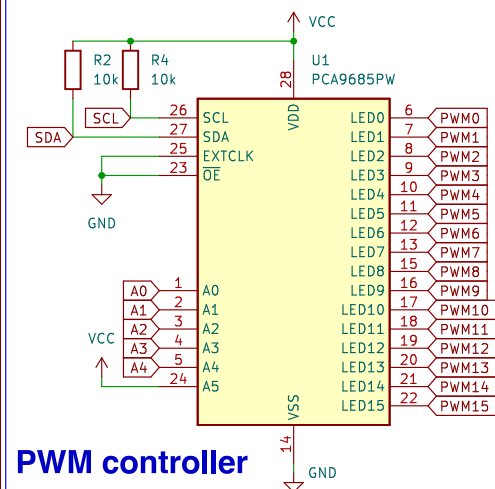 VCC
R2
10k
R4
10k
U1
PCA9685PW
28
VDD
SCL
26
SCL
SDA
27
SDA
25
EXTCLK
23
OE
GND
A0
1
A0
A1
2
A1
A2
3
A2
A3
4
A3
A4
5
A4
VCC
24
A5
LED0
6
PWM0
LED1
7
PWM1
LED2
8
PWM2
LED3
9
PWM3
LED4
10
PWM4
LED5
11
PWM5
LED6
12
PWM6
LED7
13
PWM7
LED8
15
PWM8
LED9
16
PWM9
LED10
17
PWM10
LED11
18
PWM11
LED12
19
PWM12
LED13
20
PWM13
LED14
21
PWM14
LED15
22
PWM15
VSS
14
GND
PWM controller